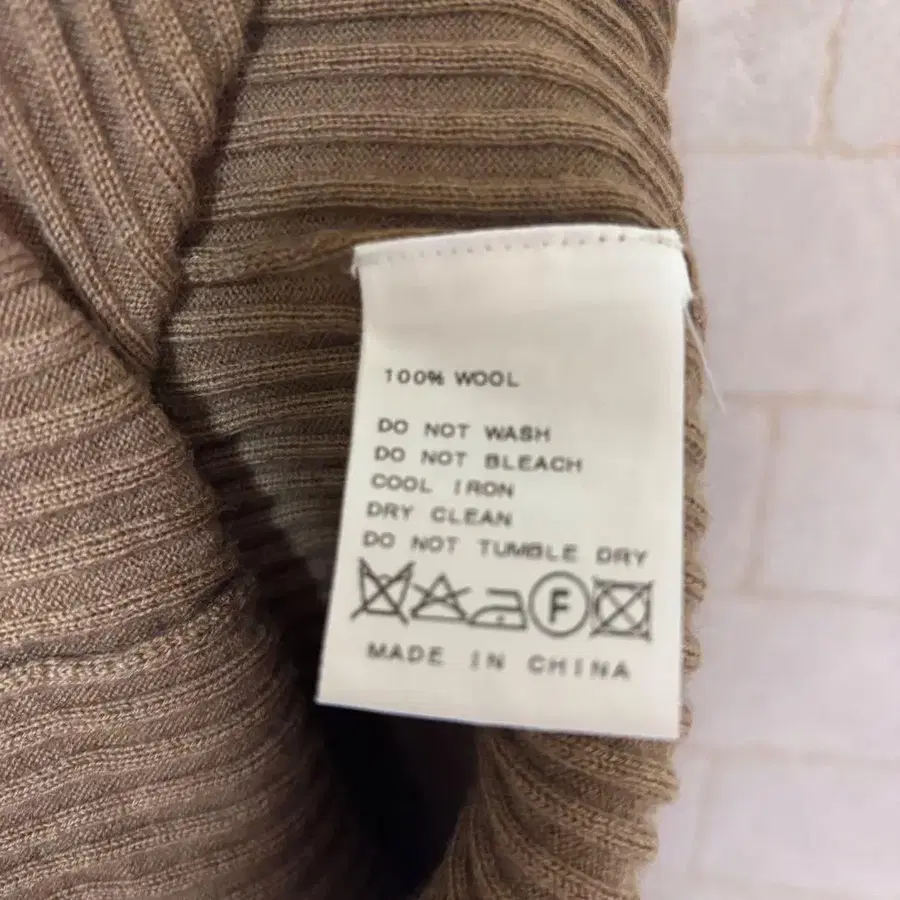 100% WOOL
DO NOT WASH
DO NOT BLEACH
COOL IRON
DRY CLEAN
DO NOT TUMBLE DRY
F
MADE IN CHINA